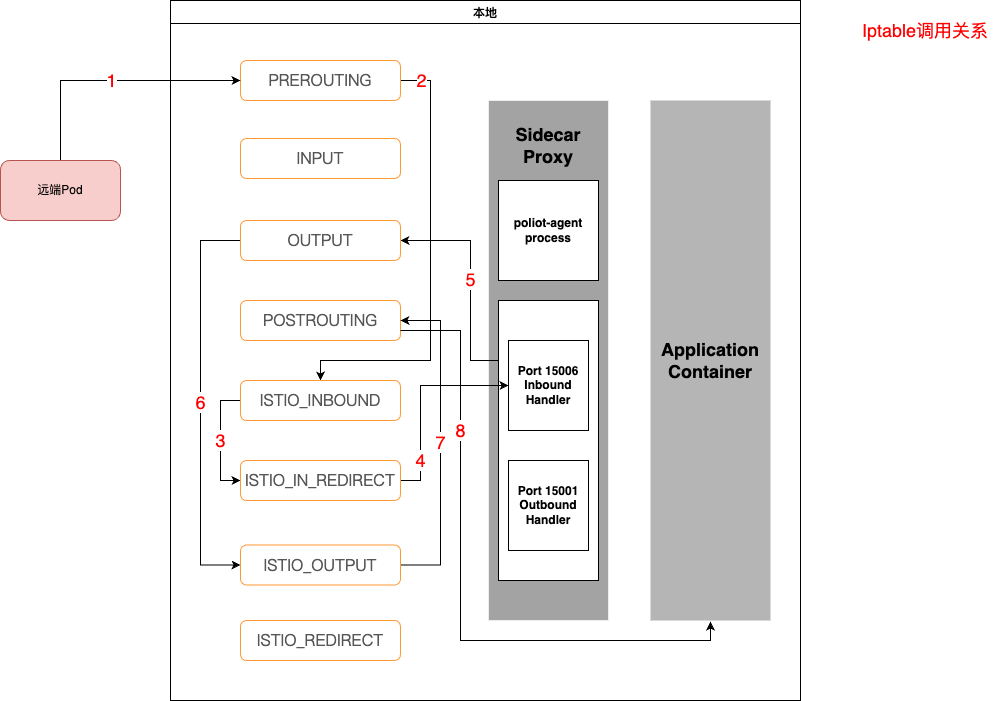 本地
Iptable调用关系
1
PREROUTING
2
INPUT
远端Pod
OUTPUT
5
POSTROUTING
ISTIO_INBOUND
6
3
7
8
4
ISTIO_IN_REDIRECT
ISTIO_OUTPUT
ISTIO_REDIRECT
Sidecar
Proxy
poliot-agent
process
Port 15006
Inbound
Handler
Port 15001
Outbound
Handler
Application
Container